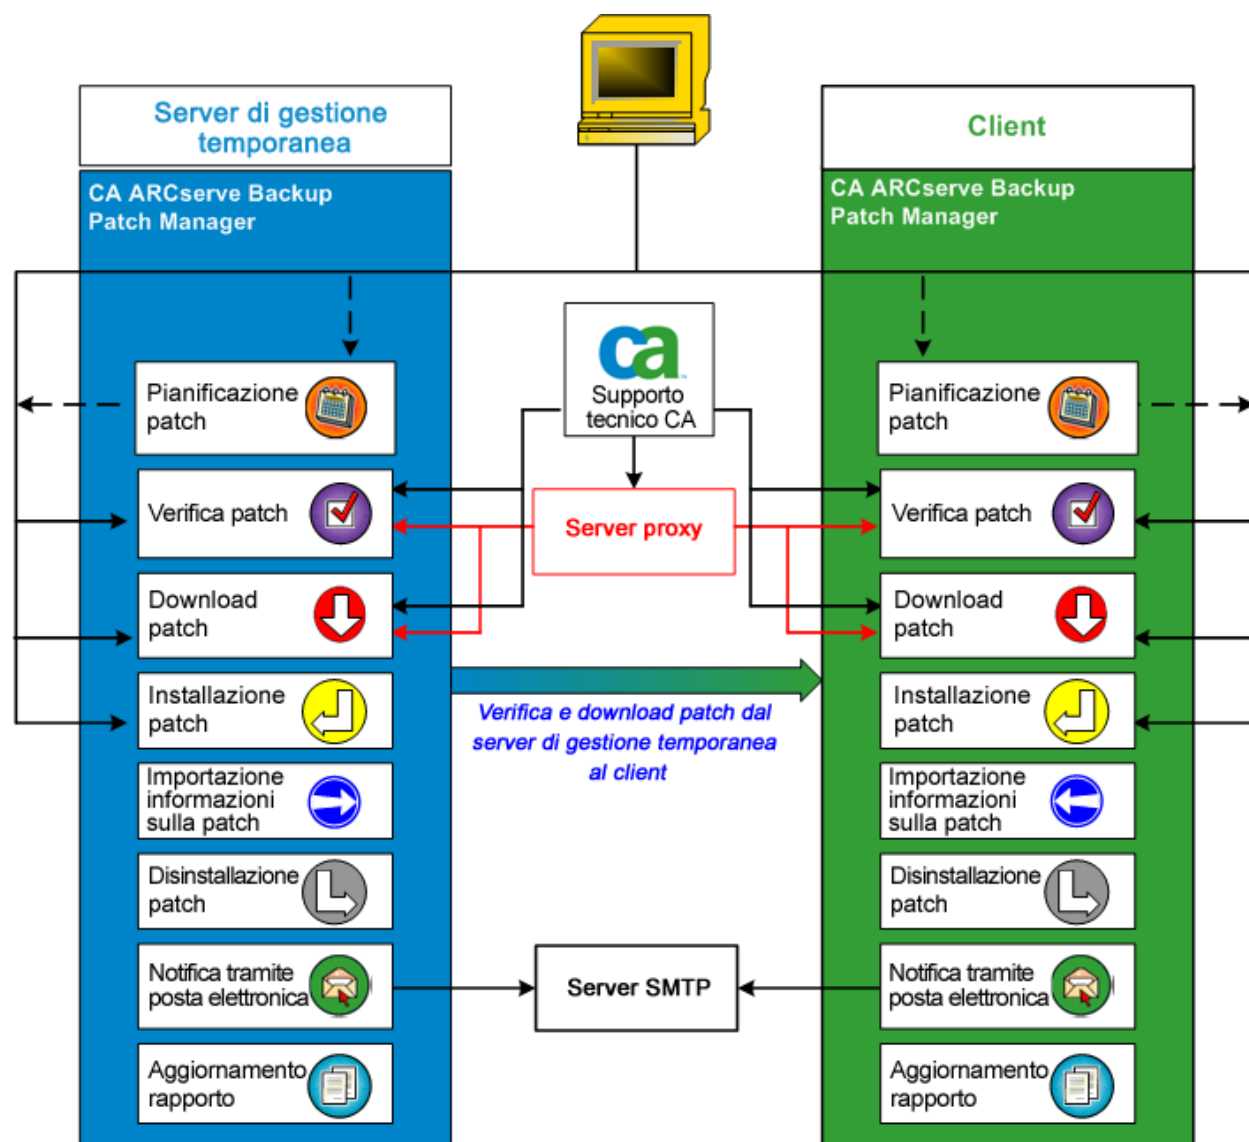 Server di gestione
temporanea
CA ARCserve Backup
Patch Manager
Pianificazione
patch
Verifica patch
Download
patch
Installazione
patch
Importazione
informazioni
sulla patch
Disinstallazione
patch
Notifica tramite
posta elettronica
Aggiornamento
rapporto
ca
Supporto
tecnico CA
Server proxy
Verifica e download patch dal
server di gestione temporanea
al client
Server SMTP
Client
CA ARCserve Backup
Patch Manager
Pianificazione
patch
Verifica patch
Download
patch
Installazione
patch
Importazione
informazioni
sulla patch
Disinstallazione
patch
Notifica tramite
posta elettronica
Aggiornamento
rapporto